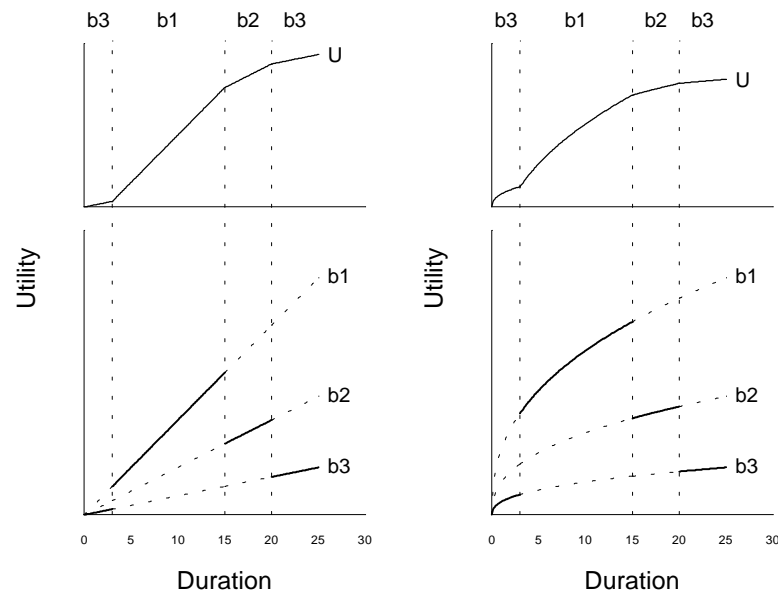 b3 b1 b2 b3
U
Utility
b1
b2
b3
0 5 10 15 20 25 30
Duration
b3 b1 b2 b3
U
Utility
b1
b2
b3
0 5 10 15 20 25 30
Duration